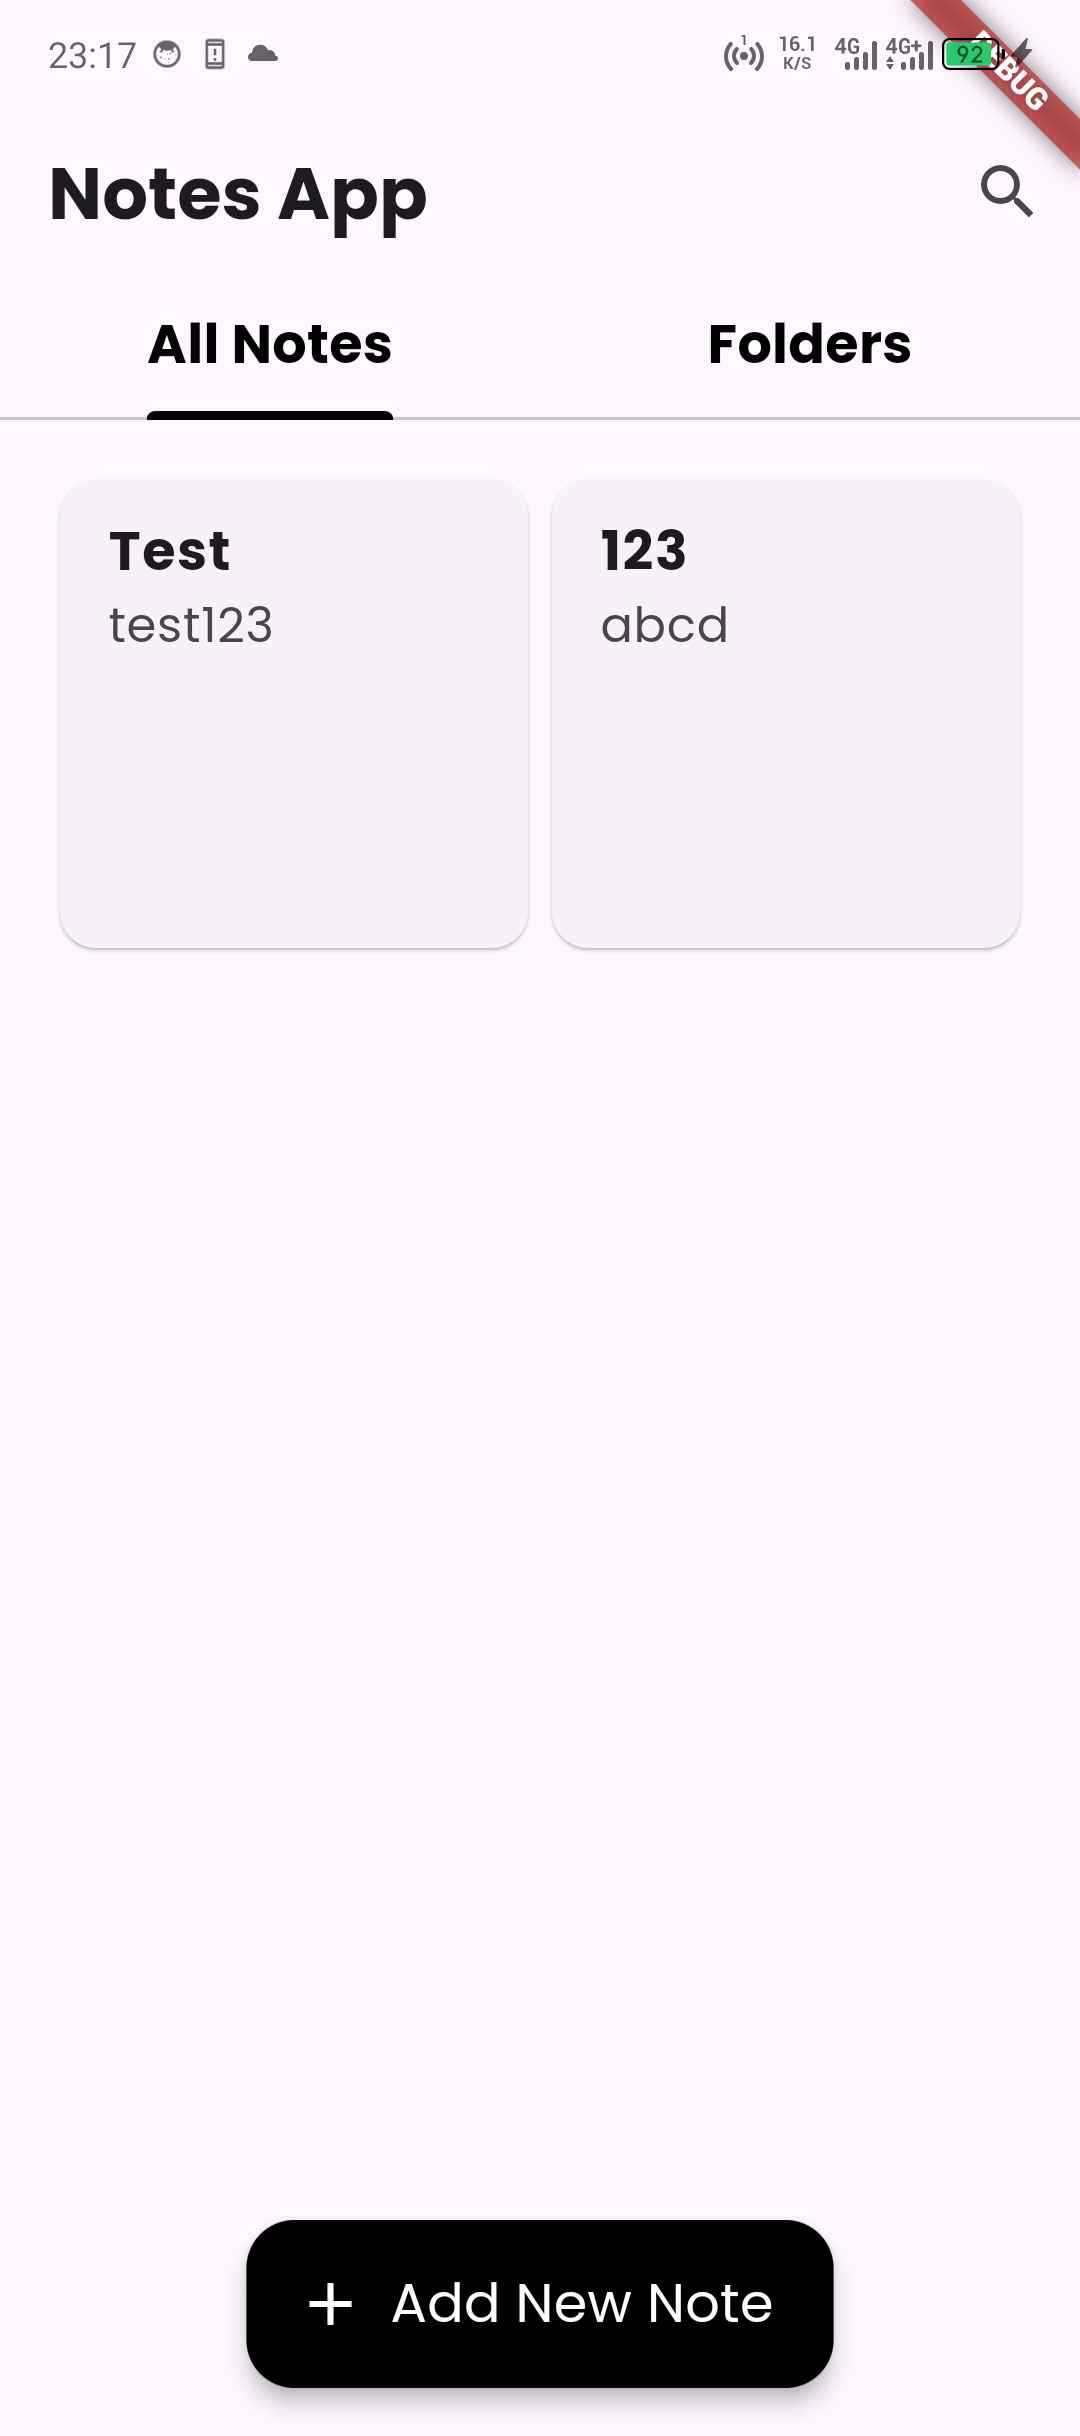 23:17
1
16.1
K/S
4G
4G+
92
Notes App
All Notes
Folders
Test
test123
123
abcd
Add New Note